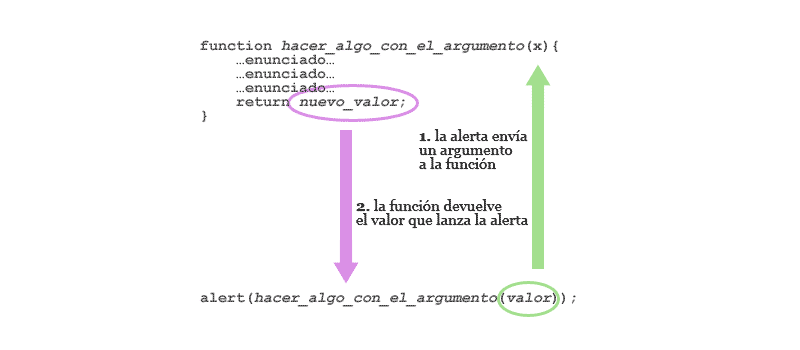 function hacer_algo_con_el_argumento(x){
…enunciado…
…enunciado…
…enunciado…
return nuevo_valor;
}
1. la alerta envía
un argumento
a la función
2. la función devuelve
el valor que lanza la alerta
alert(hacer_algo_con_el_argumento(valor));